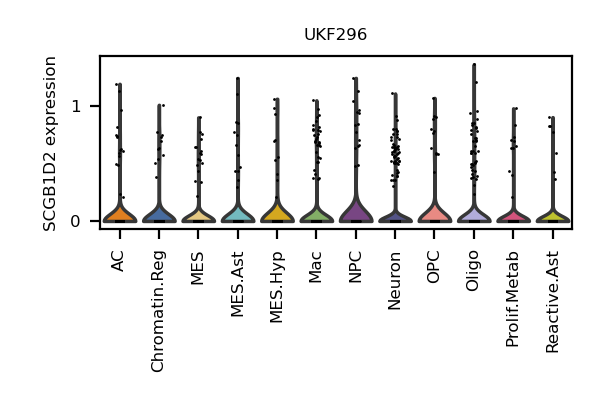 UKF296
SCGB1D2 expression
1
0
AC
Chromatin.Reg
MES
MES.Ast
MES.Hyp
Mac
NPC
Neuron
OPC
Oligo
Prolif.Metab
Reactive.Ast